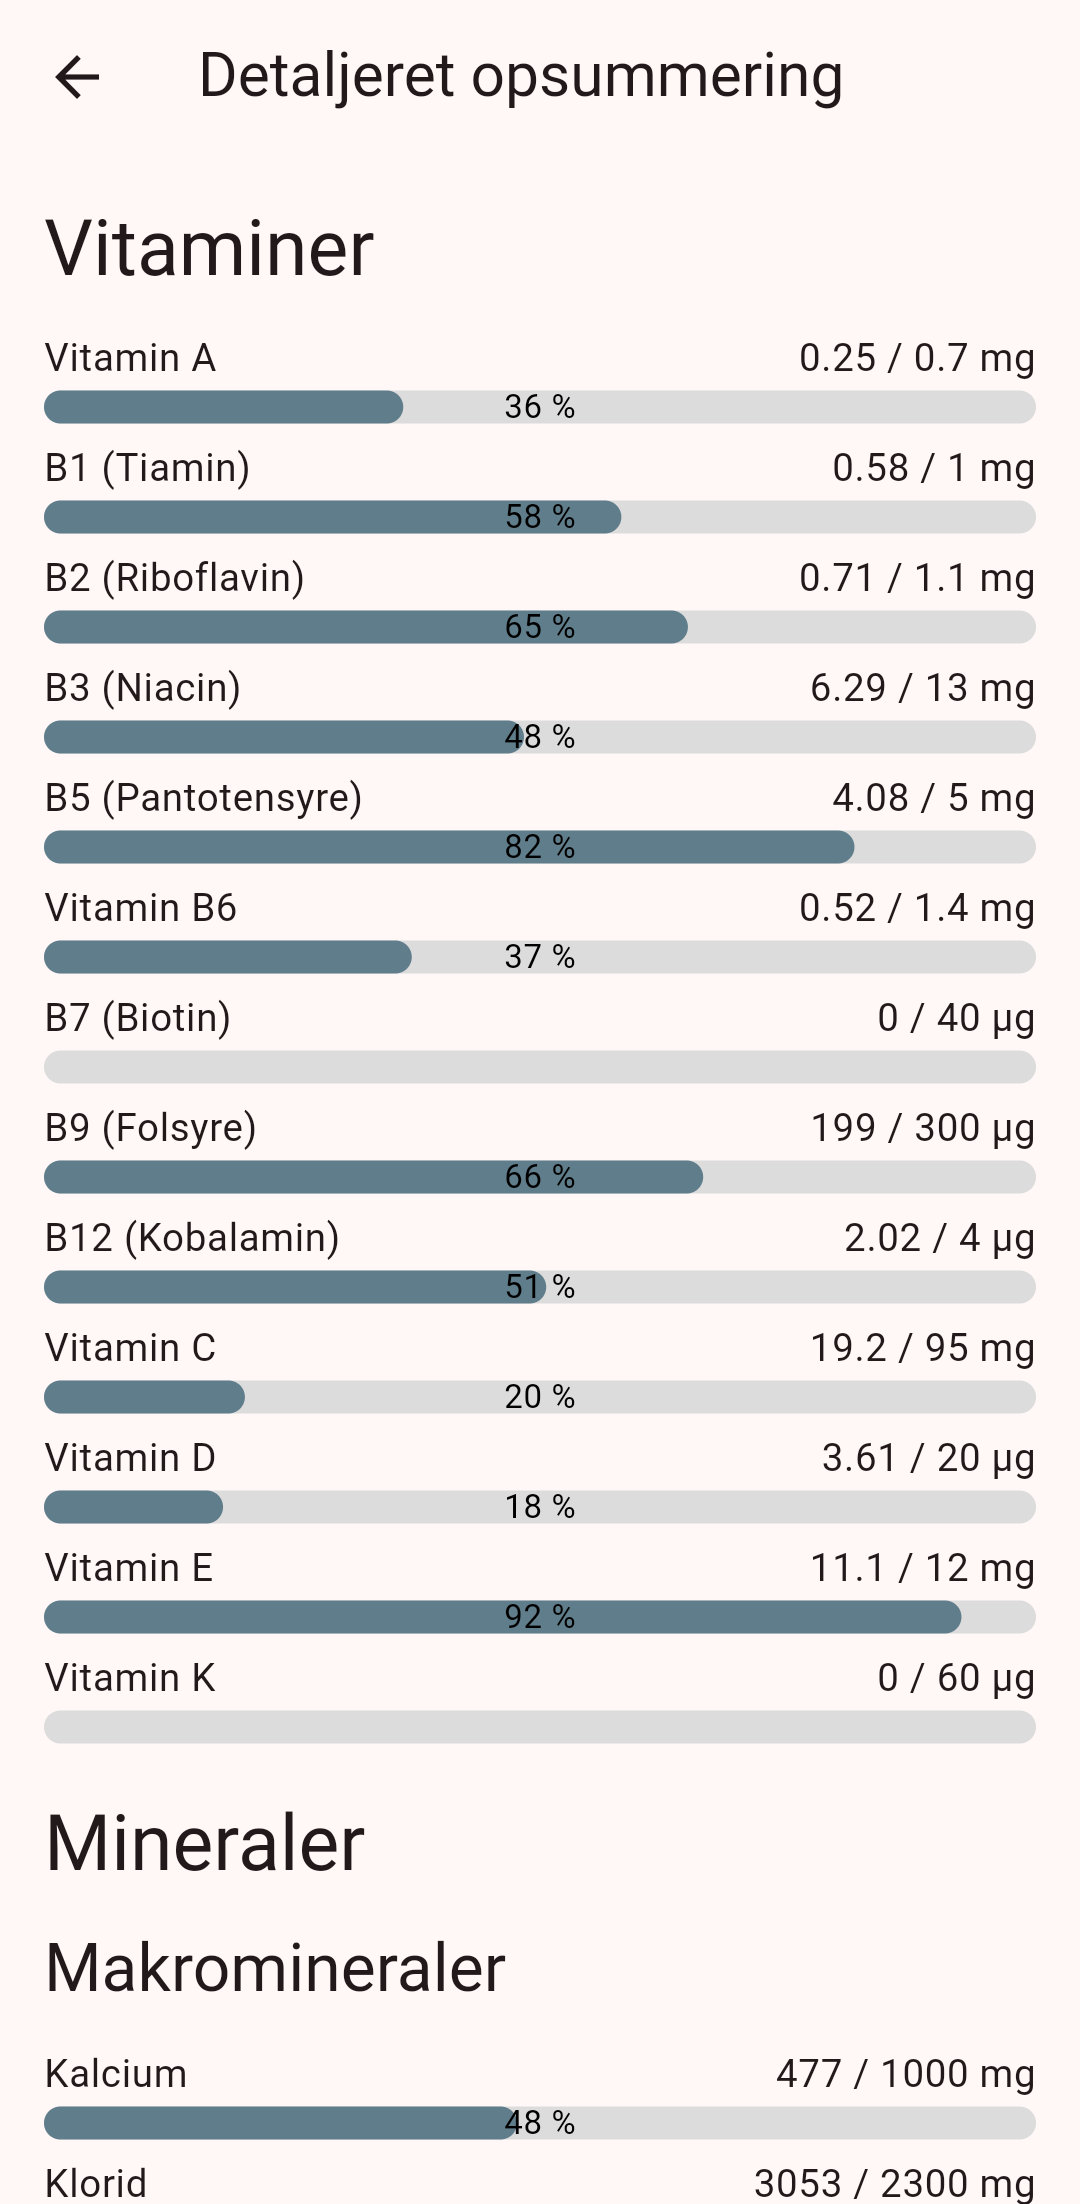 Detaljeret opsummering
Vitaminer
Vitamin A 0.25 / 0.7 mg
36 %
B1 (Tiamin) 0.58 / 1 mg
58 %
B2 (Riboflavin) 0.71 / 1.1 mg
65 %
B3 (Niacin) 6.29 / 13 mg
48 %
B5 (Pantotensyre) 4.08 / 5 mg
82 %
Vitamin B6 0.52 / 1.4 mg
37 %
B7 (Biotin) 0 / 40 µg
B9 (Folsyre) 199 / 300 µg
66 %
B12 (Kobalamin) 2.02 / 4 µg
51 %
Vitamin C 19.2 / 95 mg
20 %
Vitamin D 3.61 / 20 µg
18 %
Vitamin E 11.1 / 12 mg
92 %
Vitamin K 0 / 60 µg
Mineraler
Makromineraler
Kalcium 477 / 1000 mg
48 %
Klorid 3053 / 2300 mg